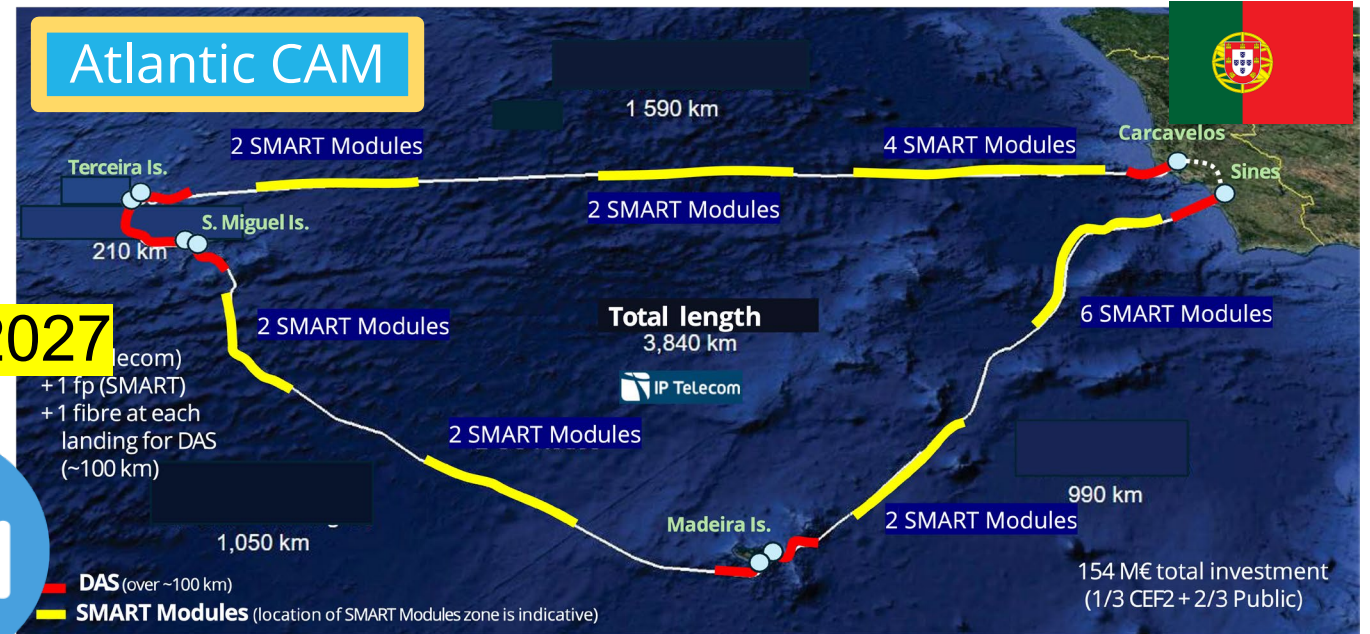 Atlantic CAM
1 590 km
Carcavelos
2 SMART Modules
4 SMART Modules
Terceira Is.
Sines
2 SMART Modules
S. Miguel Is.
210 km
2027
2 SMART Modules
Total length
3,840 km
6 SMART Modules
IP Telecom
+ 1 fp (SMART)
+ 1 fibre at each
landing for DAS
(~100 km)
2 SMART Modules
990 km
Madeira Is.
2 SMART Modules
1,050 km
154 M€ total investment
(1/3 CEF2 + 2/3 Public)
DAS (over ~100 km)
SMART Modules (location of SMART Modules zone is indicative)